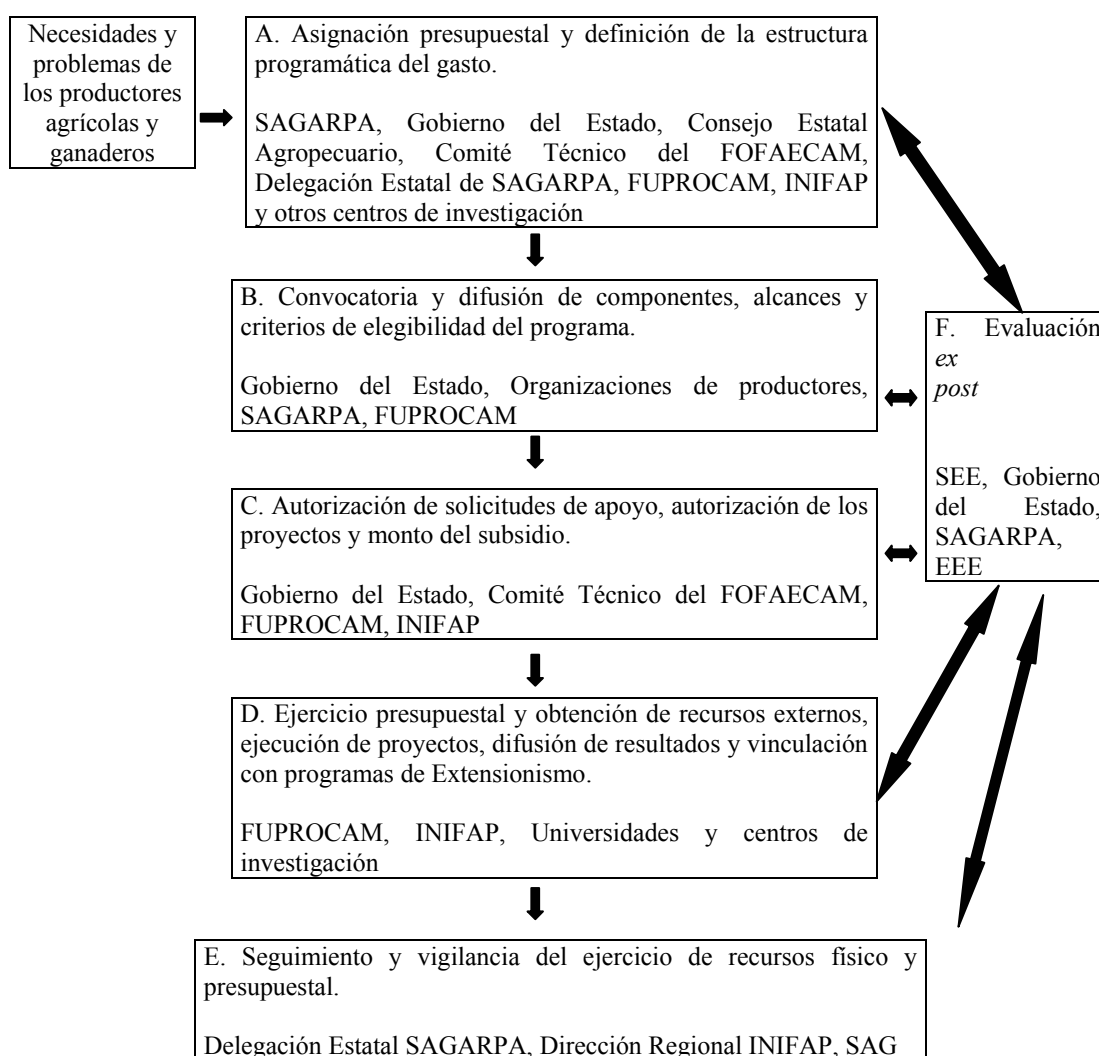 Necesidades y
problemas de
los productores
agrícolas y
ganaderos
A. Asignación presupuestal y definición de la estructura
programática del gasto.
SAGARPA, Gobierno del Estado, Consejo Estatal
Agropecuario, Comité Técnico del FOFAECAM,
Delegación Estatal de SAGARPA, FUPROCAM, INIFAP
y otros centros de investigación
B. Convocatoria y difusión de componentes, alcances y
criterios de elegibilidad del programa.
Gobierno del Estado, Organizaciones de productores,
SAGARPA, FUPROCAM
C. Autorización de solicitudes de apoyo, autorización de los
proyectos y monto del subsidio.
Gobierno del Estado, Comité Técnico del FOFAECAM,
FUPROCAM, INIFAP
D. Ejercicio presupuestal y obtención de recursos externos,
ejecución de proyectos, difusión de resultados y vinculación
con programas de Extensionismo.
FUPROCAM, INIFAP, Universidades y centros de
investigación
E. Seguimiento y vigilancia del ejercicio de recursos físico y
presupuestal.
Delegación Estatal SAGARPA, Dirección Regional INIFAP, SAG
F. Evaluación
ex
post
SEE, Gobierno
del Estado,
SAGARPA,
EEE